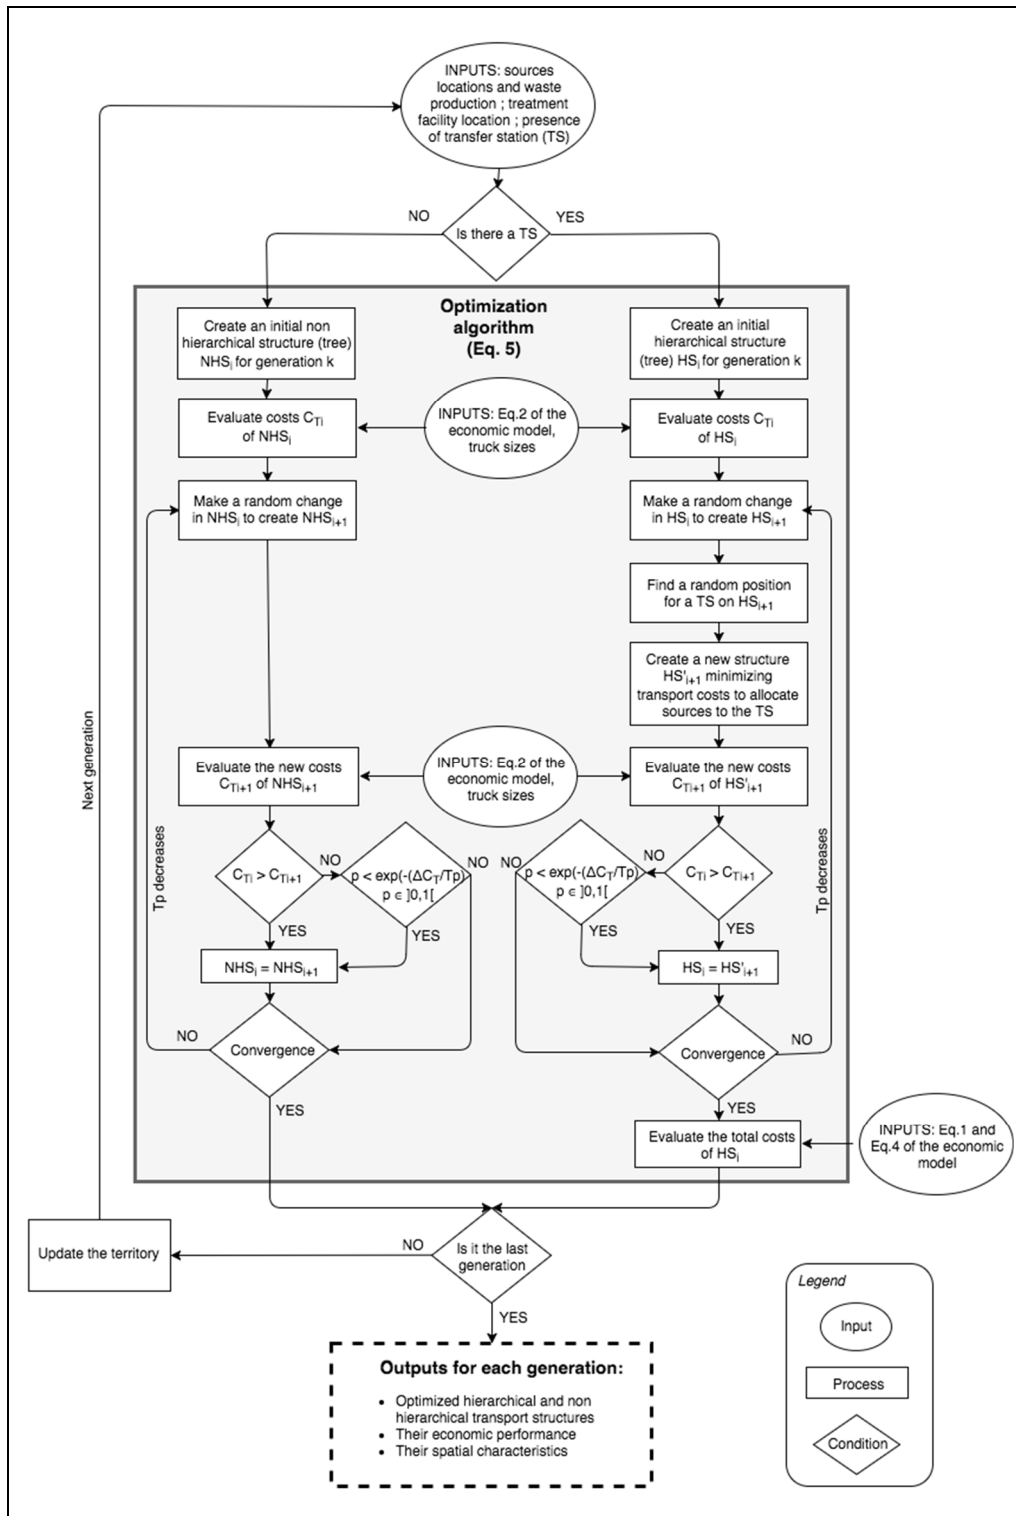 INPUTS: sources
locations and waste
production ; treatment
facility location ; presence
of transfer station (TS)
NO
YES
Is there a TS
Optimization
algorithm
(Eq. 5)
Create an initial non
hierarchical structure (tree)
NHSi for generation k
Create an initial
hierarchical structure
(tree) HSi for generation k
Evaluate costs CTi
of NHSi
INPUTS: Eq.2 of the
economic model,
truck sizes
Evaluate costs CTi
of HSi
Make a random change
in NHSi to create NHSi+1
Make a random change
in HSi to create HSi+1
Find a random position
for a TS on HSi+1
Create a new structure
HS'i+1 minimizing
transport costs to allocate
sources to the TS
Next generation
Evaluate the new costs
CTi+1 of NHSi+1
INPUTS: Eq.2 of the
economic model,
truck sizes
Evaluate the new costs
CTi+1 of HS'i+1
Tp decreases
CTi > CTi+1
NO
p < exp(-(ΔCT/Tp)
p ∈ ]0,1[
NO
NO
p < exp(-(ΔCT/Tp)
p ∈ ]0,1[
NO
CTi > CTi+1
Tp decreases
YES
YES
YES
YES
NHSi = NHSi+1
HSi = HS'i+1
NO
Convergence
Convergence
NO
YES
YES
Evaluate the total costs
of HSi
INPUTS: Eq.1 and
Eq.4 of the economic
model
Update the territory
NO
Is it the last
generation
YES
Outputs for each generation:
• Optimized hierarchical and non
hierarchical transport structures
• Their economic performance
• Their spatial characteristics
Legend
Input
Process
Condition